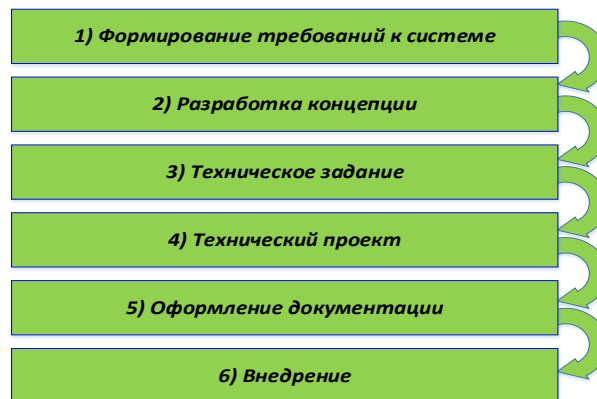 1) Формирование требований к системе
2) Разработка концепции
3) Техническое задание
4) Технический проект
5) Оформление документации
6) Внедрение